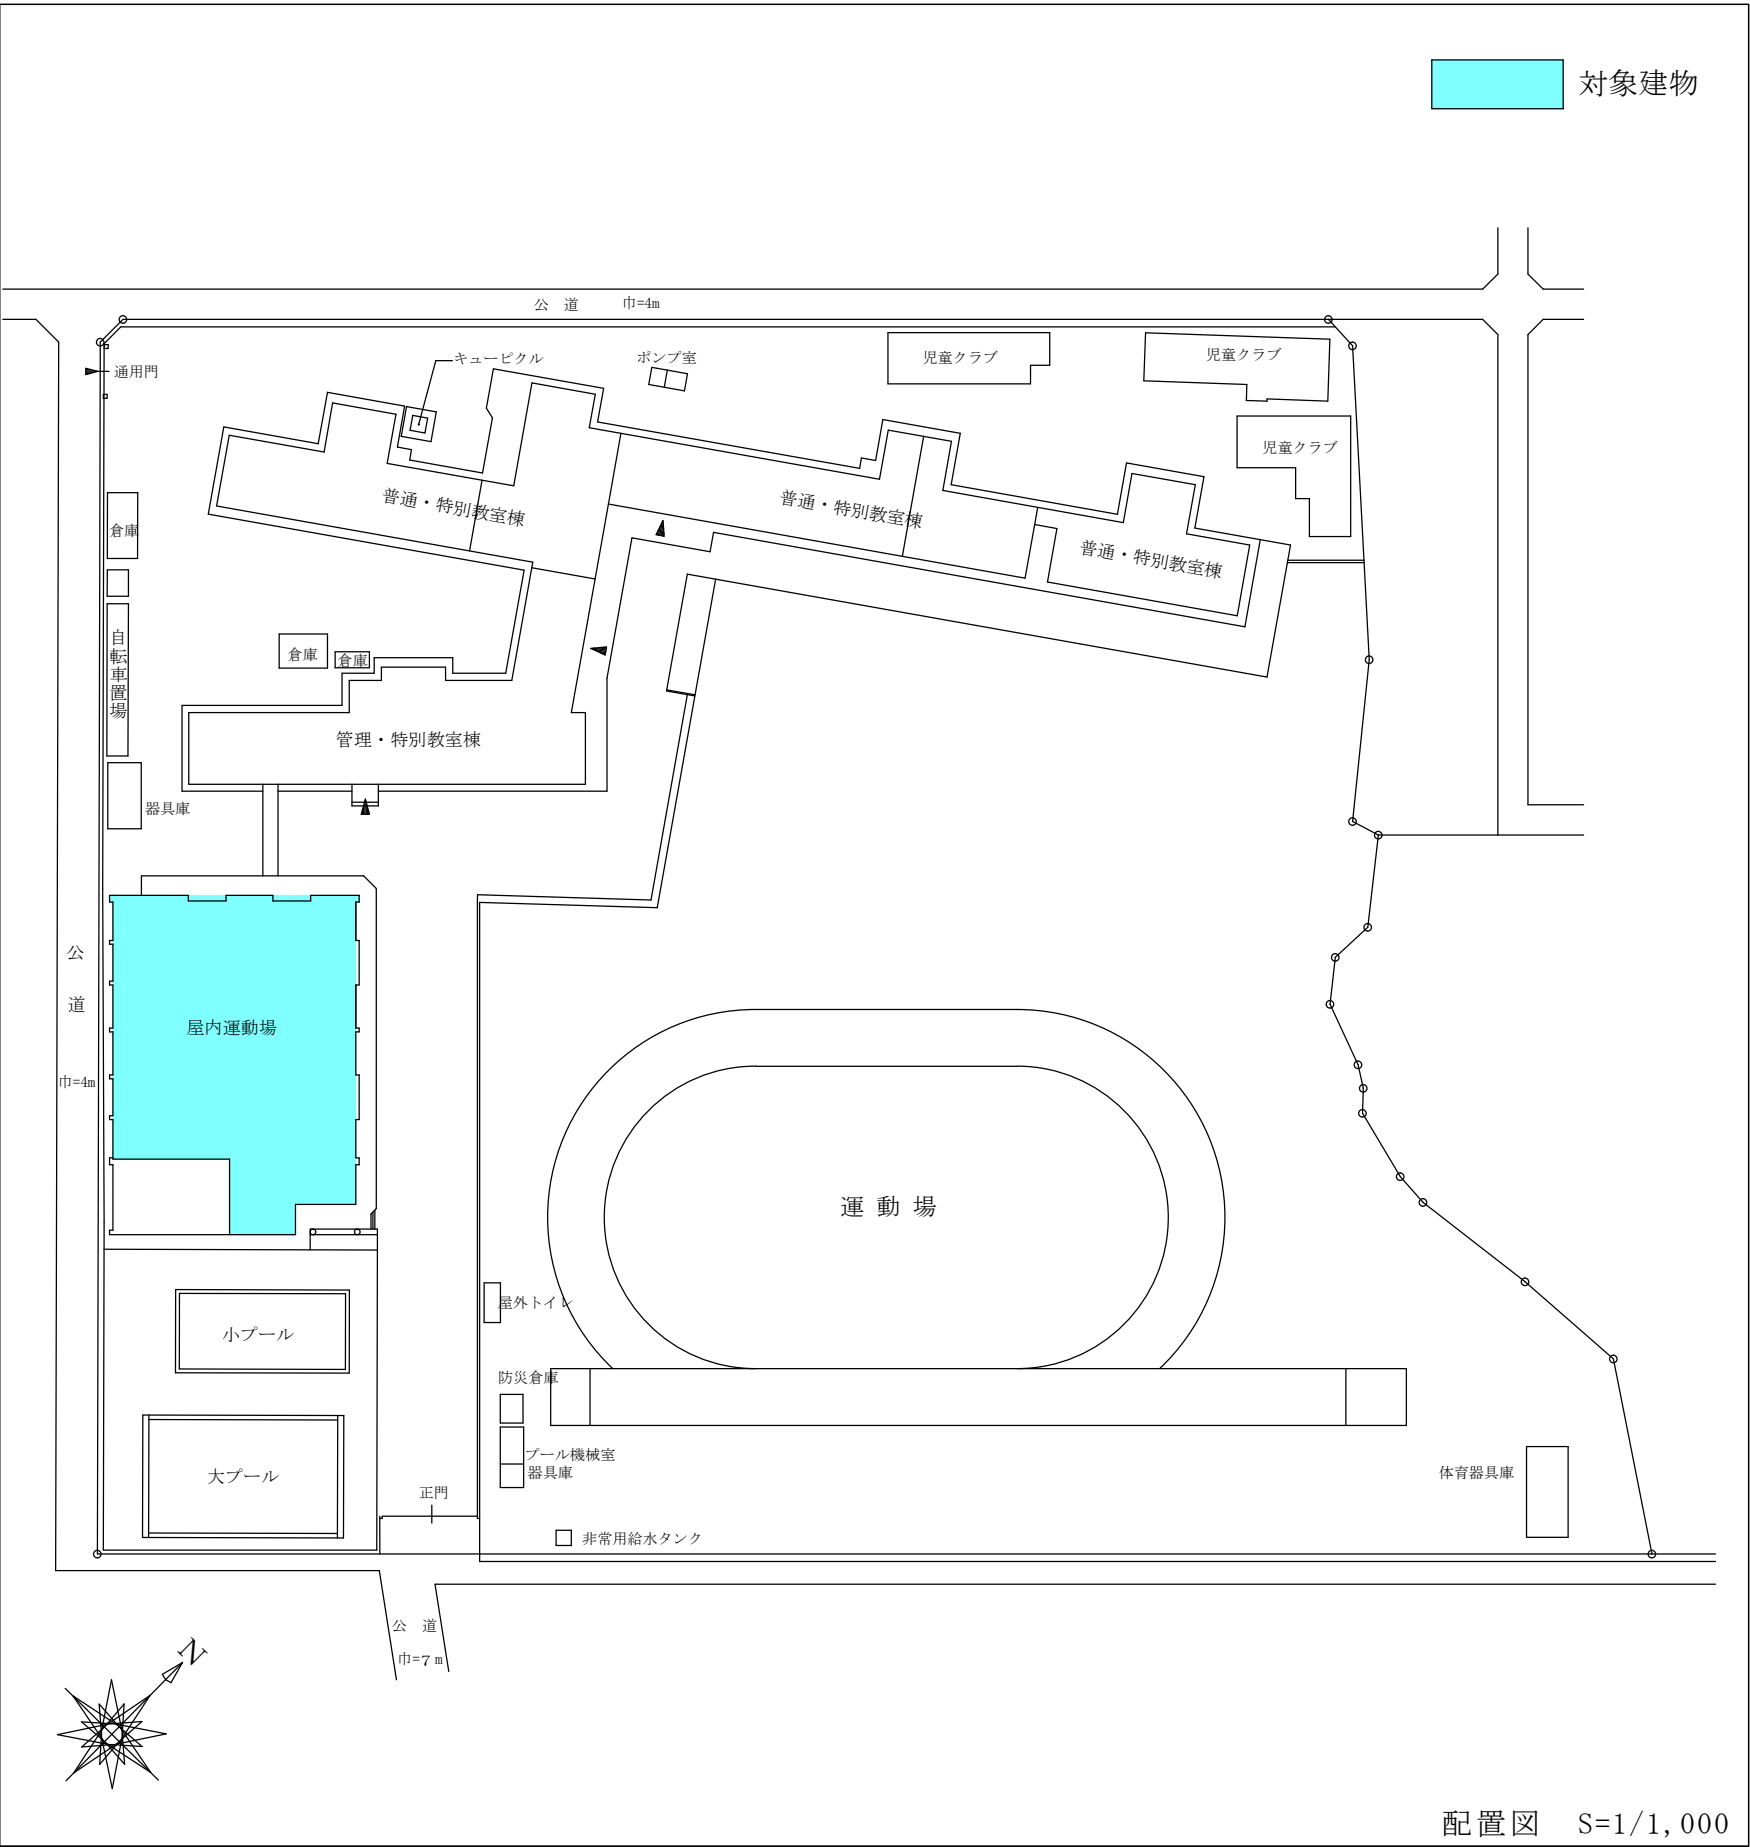 対象建物
公 道 巾=4m
通用門
キュービクル
ポンプ室
児童クラブ
児童クラブ
児童クラブ
普通・特別教室棟
普通・特別教室棟
普通・特別教室棟
倉庫
自転車置場
倉庫
倉庫
管理・特別教室棟
器具庫
公道
巾=4m
屋内運動場
運動場
屋外トイレ
小プール
防災倉庫
プール機械室
器具庫
大プール
正門
体育器具庫
非常用給水タンク
公 道
巾=7m
N
配置図 S=1/1,000